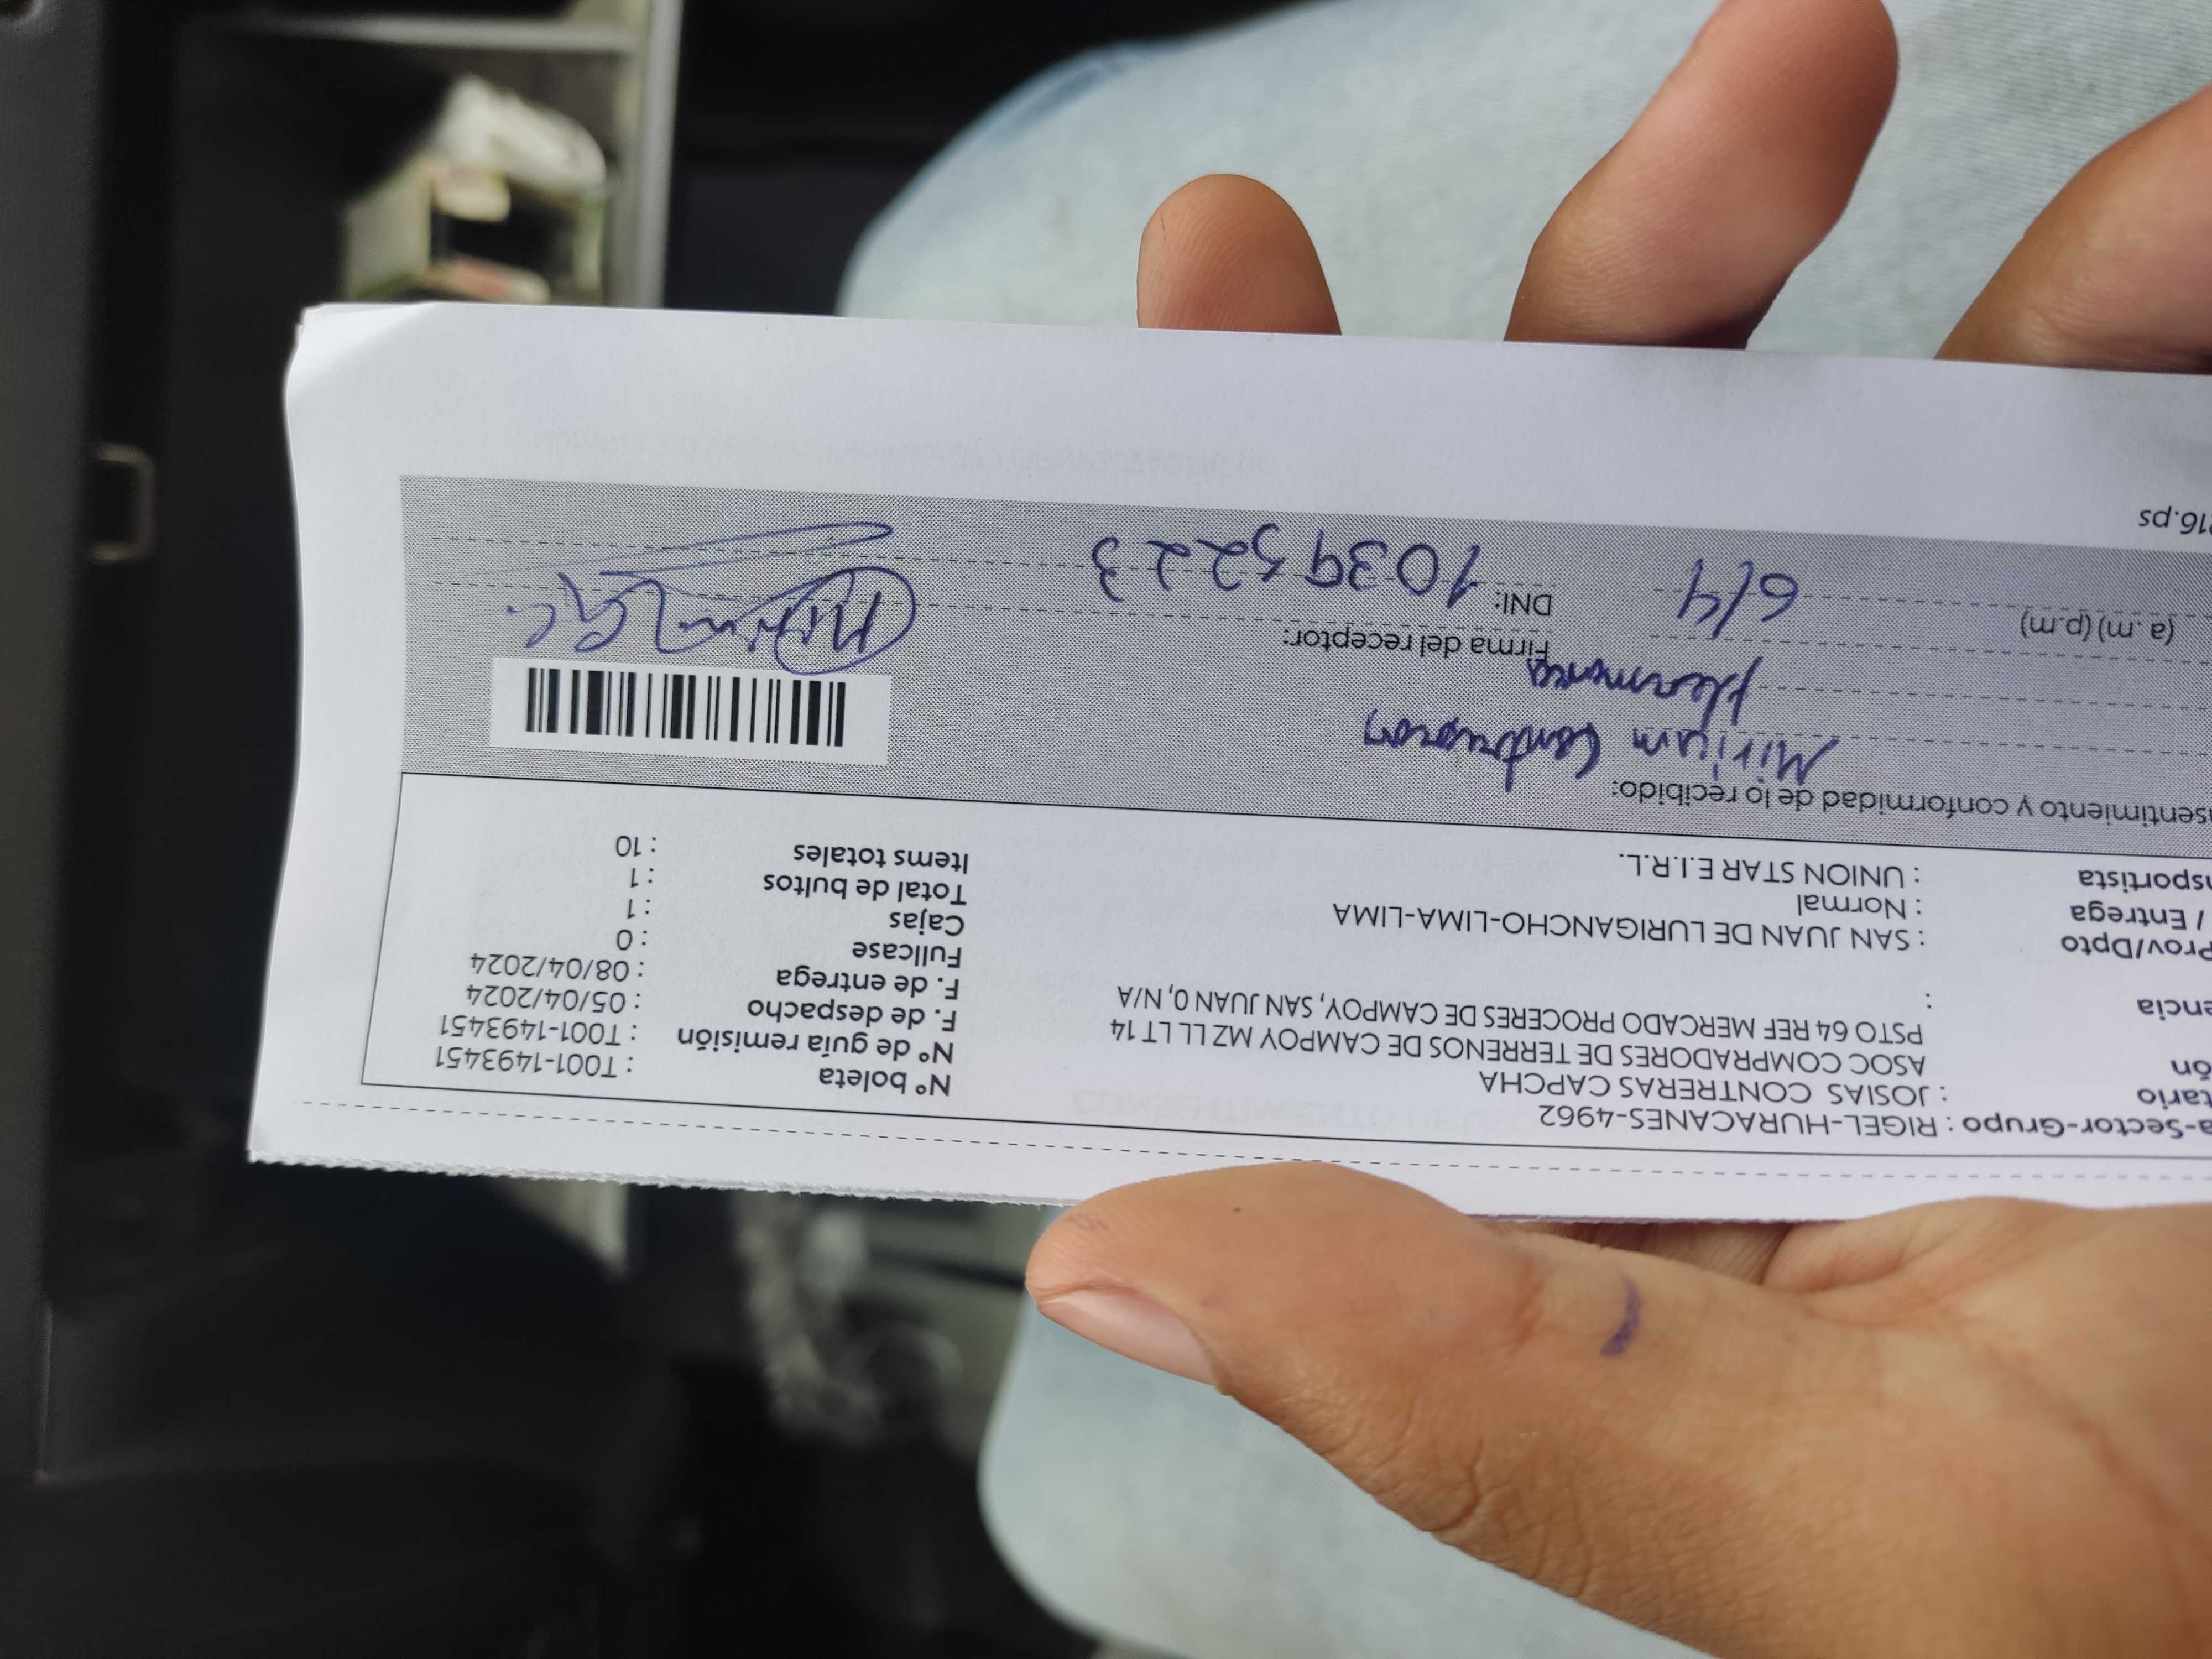 a-Sector-Grupo : RIGEL-HURACANES-4962
tario : JOSIAS CONTRERAS CAPCHA
ón ASOC COMPRADORES DE TERRENOS DE CAMPOY MZ LL LT 14
PSTO 64 REF MERCADO PROCERES DE CAMPOY, SAN JUAN 0, N/A
encia :
Prov/Dpto : SAN JUAN DE LURIGANCHO-LIMA-LIMA
/ Entrega : Normal
nsportista : UNION STAR E.I.R.L.
N° boleta : T001-1493451
N° de guía remisión : T001-1493451
F. de despacho : 05/04/2024
F. de entrega : 08/04/2024
Fullcase : 0
Cajas : 1
Total de bultos : 1
Items totales : 10
sentimiento y conformidad de lo recibido:
Miriam
hermana
Firma del receptor:
(a .m) (p.m) 6/4
DNI: 10395223
216.ps